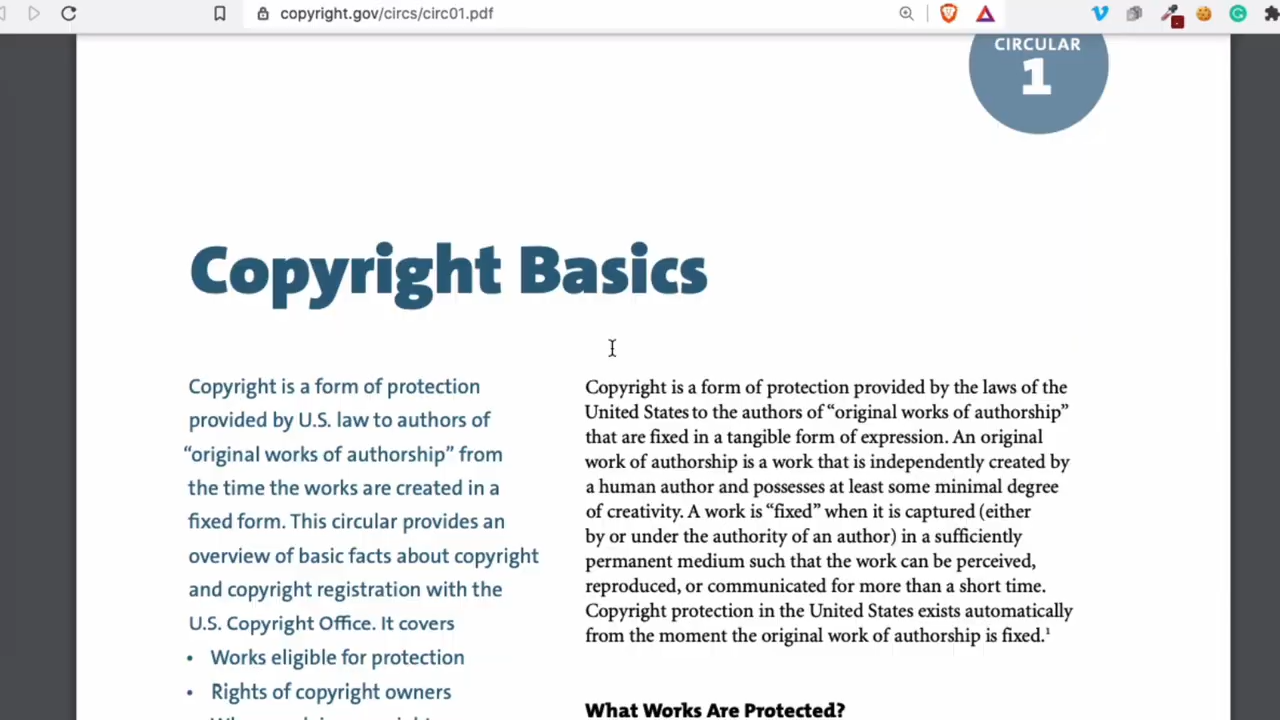 copyright.gov/circs/circ01.pdf
CIRCULAR
1
Copyright Basics
Copyright is a form of protection
provided by U.S. law to authors of
“original works of authorship” from
the time the works are created in a
fixed form. This circular provides an
overview of basic facts about copyright
and copyright registration with the
U.S. Copyright Office. It covers
• Works eligible for protection
• Rights of copyright owners
Copyright is a form of protection provided by the laws of the
United States to the authors of “original works of authorship”
that are fixed in a tangible form of expression. An original
work of authorship is a work that is independently created by
a human author and possesses at least some minimal degree
of creativity. A work is “fixed” when it is captured (either
by or under the authority of an author) in a sufficiently
permanent medium such that the work can be perceived,
reproduced, or communicated for more than a short time.
Copyright protection in the United States exists automatically
from the moment the original work of authorship is fixed.¹
What Works Are Protected?